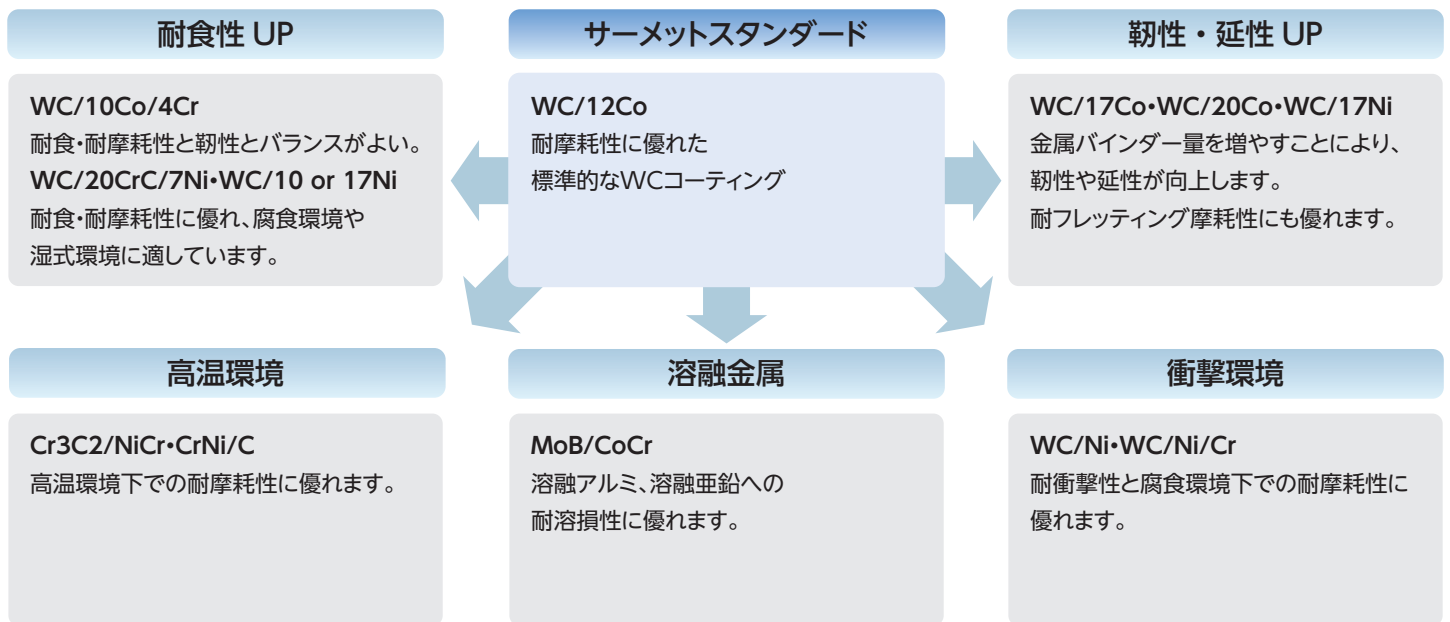 耐食性 UP
WC/10Co/4Cr
耐食・耐摩耗性と靭性とバランスがよい。
WC/20CrC/7Ni・WC/10 or 17Ni
耐食・耐摩耗性に優れ、腐食環境や
湿式環境に適しています。
サーメットスタンダード
WC/12Co
耐摩耗性に優れた
標準的なWCコーティング
靭性・延性 UP
WC/17Co・WC/20Co・WC/17Ni
金属バインダー量を増やすことにより、
靭性や延性が向上します。
耐フレッティング摩耗性にも優れます。
高温環境
Cr3C2/NiCr・CrNi/C
高温環境下での耐摩耗性に優れます。
溶融金属
MoB/CoCr
溶融アルミ、溶融亜鉛への
耐溶損性に優れます。
衝撃環境
WC/Ni・WC/Ni/Cr
耐衝撃性と腐食環境下での耐摩耗性に
優れます。